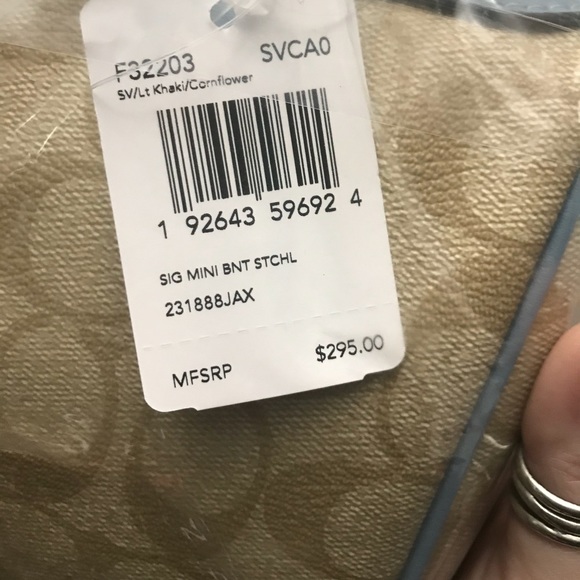 F32203 SVCA0
SV/Lt Khaki/Cornflower
1 92643 59692 4
SIG MINI BNT STCHL
231888JAX
MFSRP $295.00